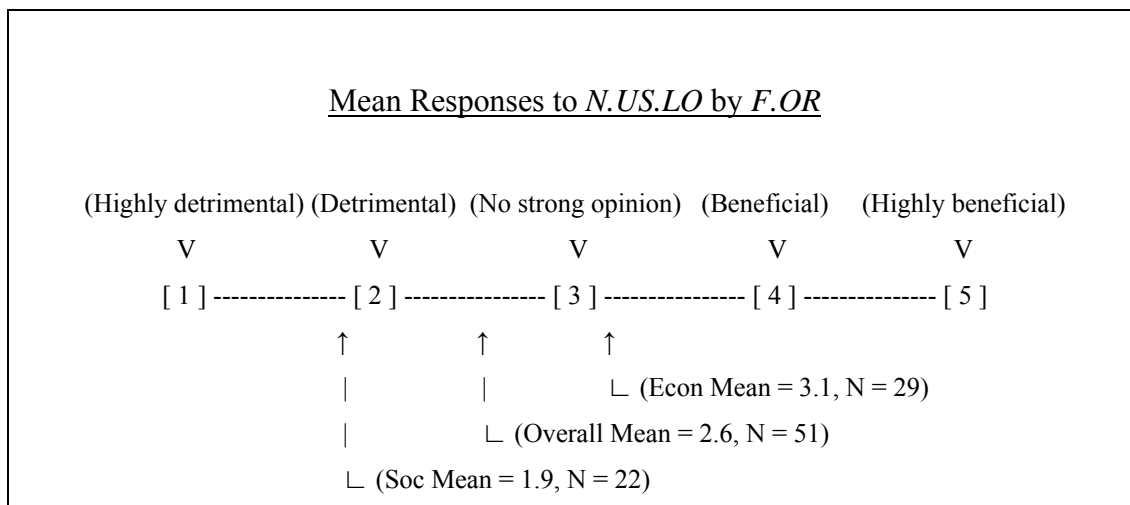 Mean Responses to N.US.LO by F.OR
(Highly detrimental) (Detrimental) (No strong opinion) (Beneficial) (Highly beneficial)
V V V V V
[ 1 ] --------------- [ 2 ] ---------------- [ 3 ] ---------------- [ 4 ] --------------- [ 5 ]
↑ ↑ ↑
| | ∟ (Econ Mean = 3.1, N = 29)
| ∟ (Overall Mean = 2.6, N = 51)
∟ (Soc Mean = 1.9, N = 22)